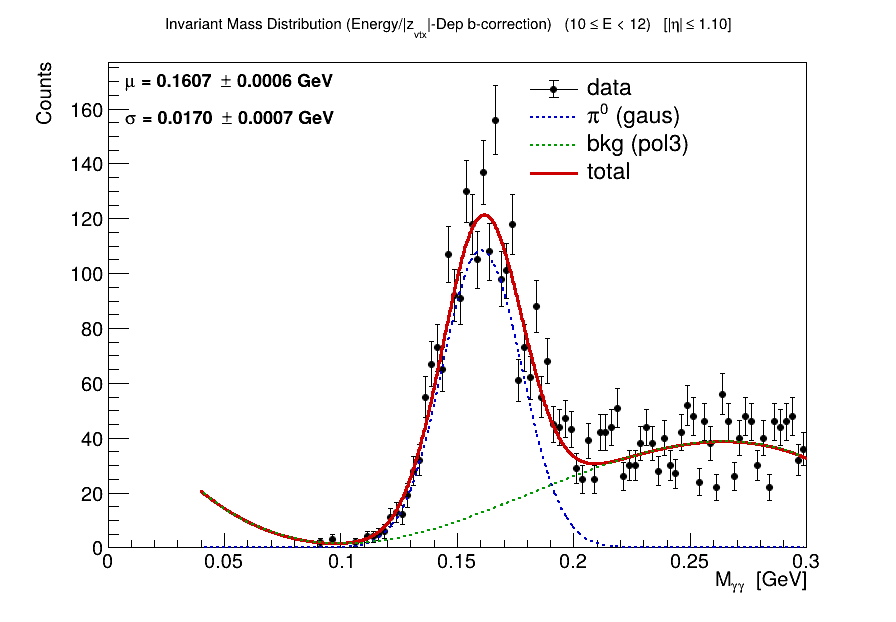 Invariant Mass Distribution (Energy/|z_vtx|-Dep b-correction) (10 ≤ E < 12) [|η| ≤ 1.10]
μ = 0.1607 ± 0.0006 GeV
σ = 0.0170 ± 0.0007 GeV
data
π⁰ (gaus)
bkg (pol3)
total
Counts
160
140
120
100
80
60
40
20
0
0 0.05 0.1 0.15 0.2 0.25 0.3
M_γγ [GeV]